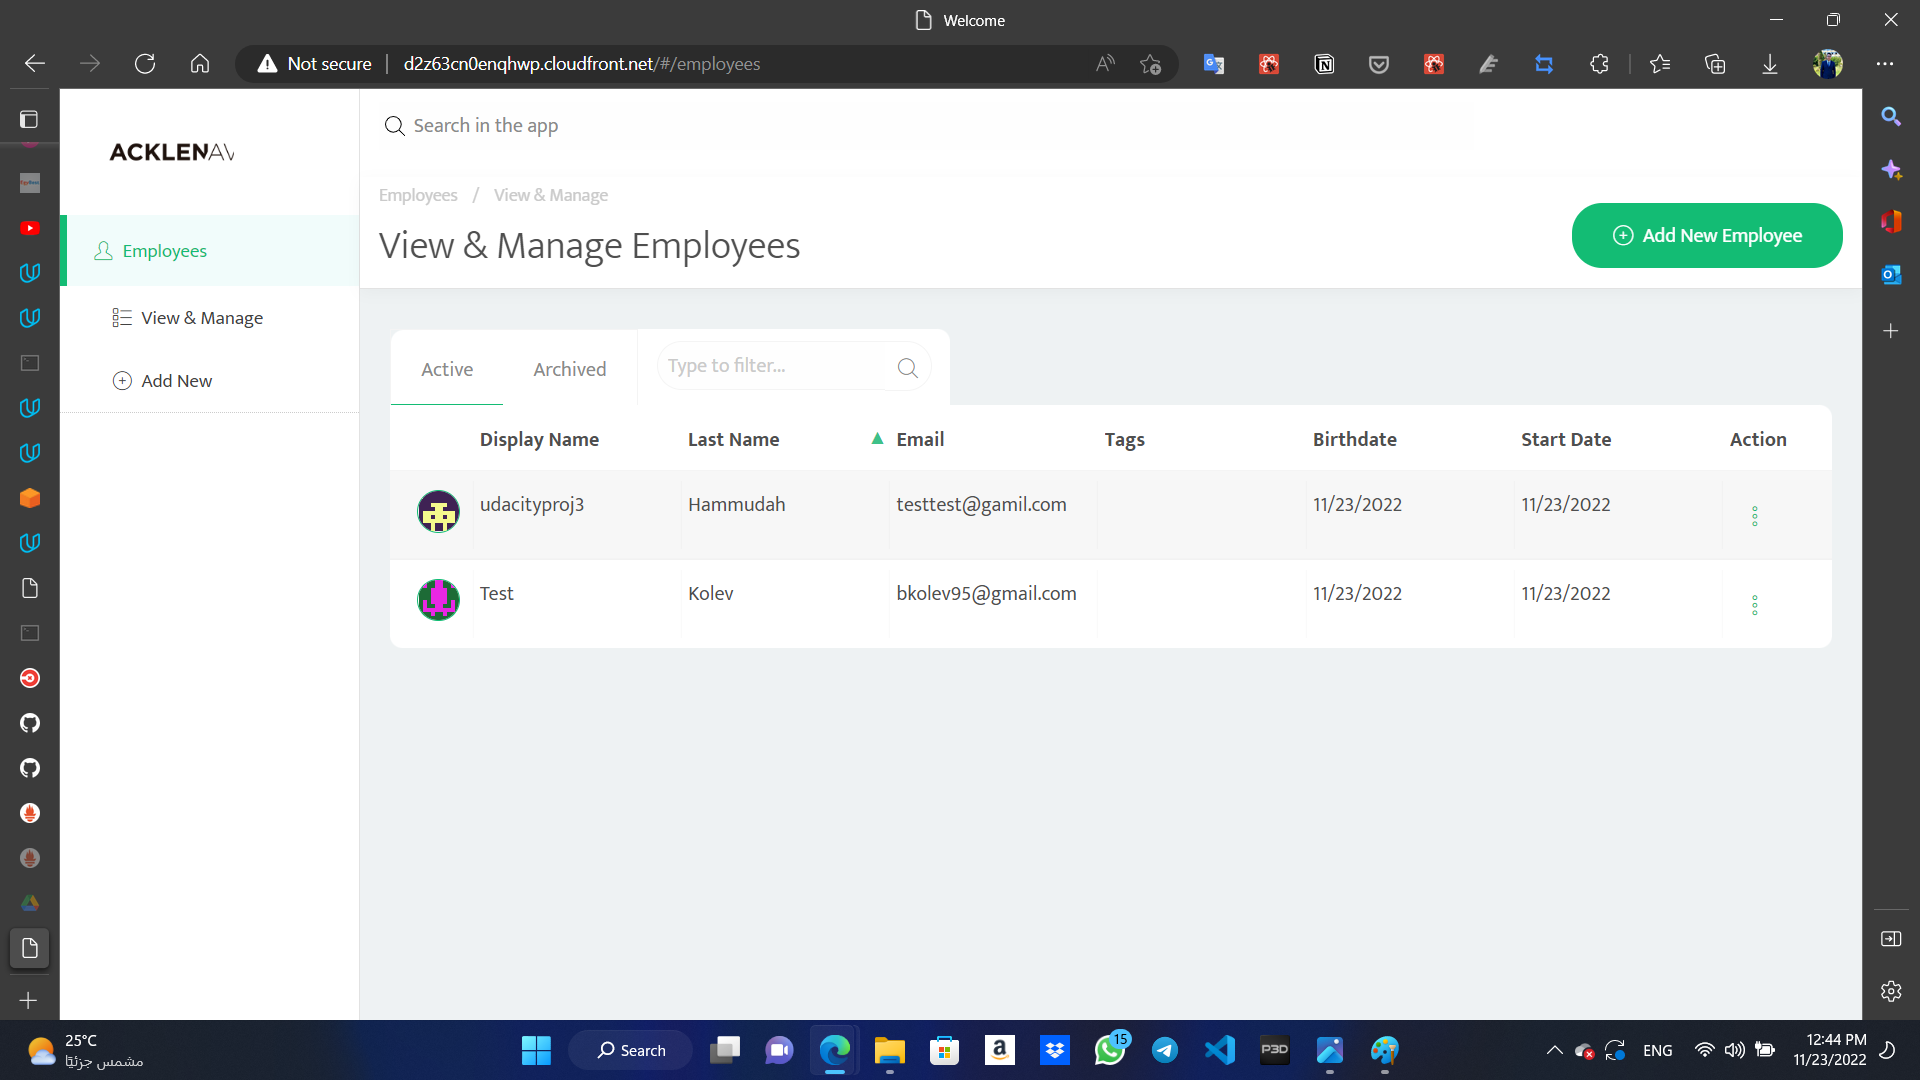 Welcome
Not secure
d2z63cn0enqhwp.cloudfront.net/#/employees
ACKLENAV
Search in the app
Employees / View & Manage
View & Manage Employees
Add New Employee
Employees
View & Manage
Add New
Active
Archived
Type to filter...
Display Name Last Name Email Tags Birthdate Start Date Action
udacityproj3 Hammudah testtest@gamil.com 11/23/2022 11/23/2022
Test Kolev bkolev95@gmail.com 11/23/2022 11/23/2022
25°C
مشمس جزئيًا
Search
15
P3D
ENG
12:44 PM
11/23/2022